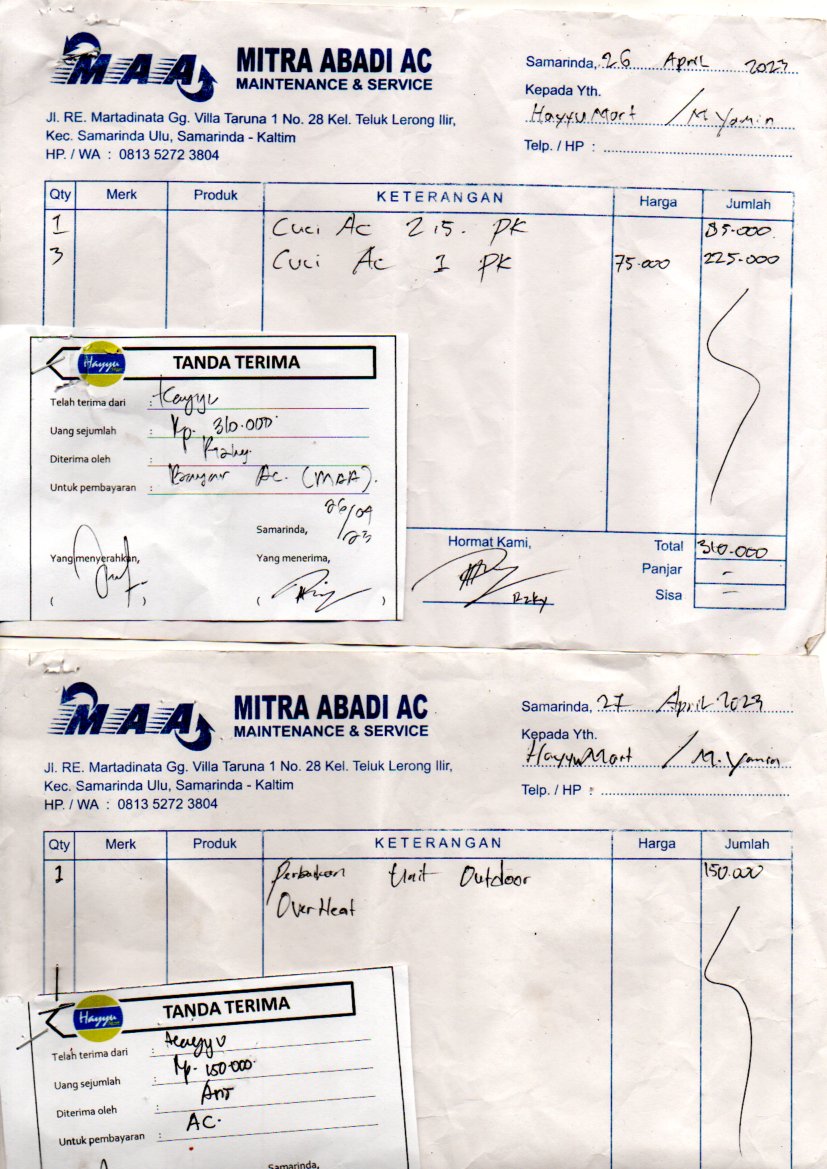 MAA MITRA ABADI AC
MAINTENANCE & SERVICE
Jl. RE. Martadinata Gg. Villa Taruna 1 No. 28 Kel. Teluk Lerong Ilir,
Kec. Samarinda Ulu, Samarinda - Kaltim
HP. / WA : 0813 5272 3804
Samarinda, 26 April 2023
Kepada Yth.
HayyuMart / M. Yamin
Telp. / HP :
Qty Merk Produk KETERANGAN Harga Jumlah
1 Cuci Ac 2,5. PK 85.000
3 Cuci Ac 1 PK 75.000 225.000
Hayyu
TANDA TERIMA
Telah terima dari : Hayyu
Uang sejumlah : Rp. 310.000
Diterima oleh : Rizky
Untuk pembayaran : Bayar Ac. (MAA).
Samarinda, 26/04 23
Yang menyerahkan, Yang menerima,
( ) ( )
Hormat Kami,
Rzky
Total 310.000
Panjar -
Sisa -
MAA MITRA ABADI AC
MAINTENANCE & SERVICE
Jl. RE. Martadinata Gg. Villa Taruna 1 No. 28 Kel. Teluk Lerong Ilir,
Kec. Samarinda Ulu, Samarinda - Kaltim
HP. / WA : 0813 5272 3804
Samarinda, 27 April 2023
Kepada Yth.
HayyuMart / M. Yamin
Telp. / HP :
Qty Merk Produk KETERANGAN Harga Jumlah
1 Perbaikan Unit Outdoor 150.000
OverHeat
Hayyu
TANDA TERIMA
Telah terima dari : Hayyu
Uang sejumlah : Rp. 150.000
Diterima oleh :
Untuk pembayaran : AC.
Samarinda,